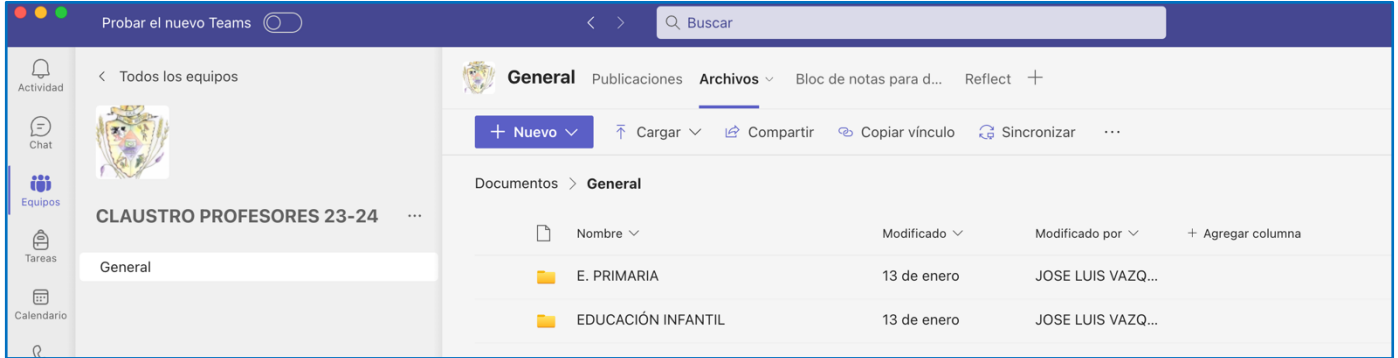 Probar el nuevo Teams
Buscar
Actividad
Chat
Equipos
Tareas
Calendario
Todos los equipos
CLAUSTRO PROFESORES 23-24 ...
General
General Publicaciones Archivos Bloc de notas para d... Reflect +
+ Nuevo Cargar Compartir Copiar vínculo Sincronizar ...
Documentos > General
Nombre Modificado Modificado por + Agregar columna
E. PRIMARIA 13 de enero JOSE LUIS VAZQ...
EDUCACIÓN INFANTIL 13 de enero JOSE LUIS VAZQ...